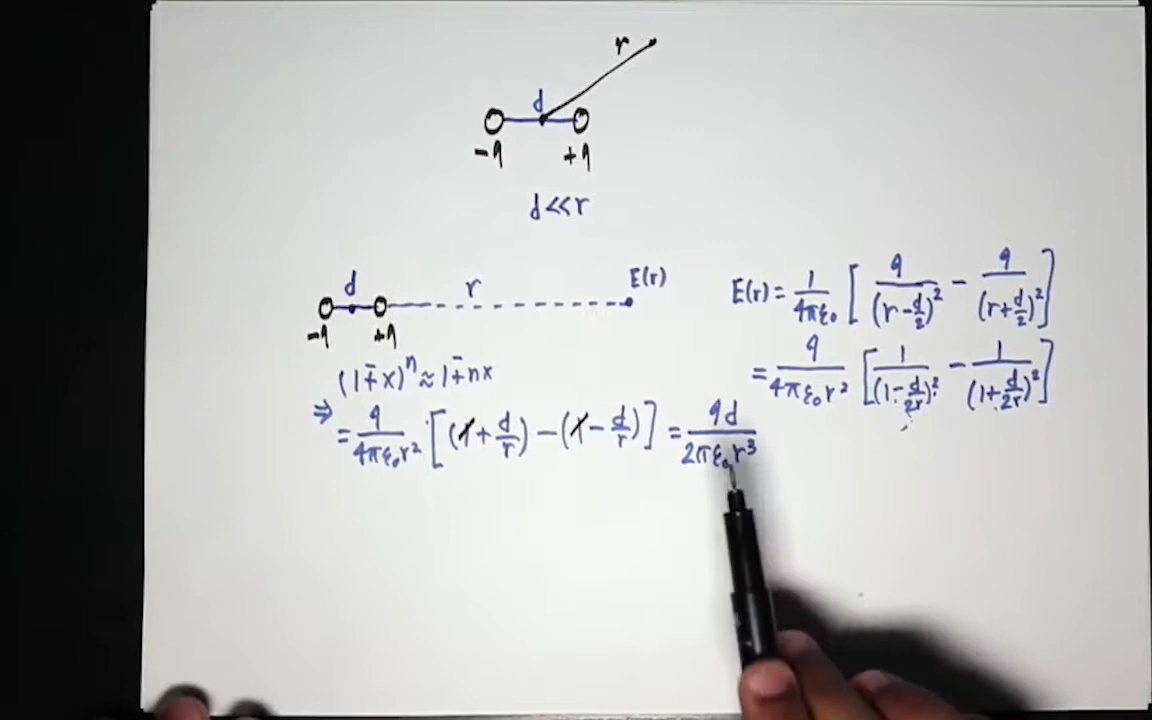 r
d
-q +q
d<<r
d r E(r)
-q +q
E(r) = 1/4πε₀ [ q/(r-d/2)² - q/(r+d/2)² ]
= q/4πε₀r² [ 1/(1-d/2r)² - 1/(1+d/2r)² ]
(1∓x)ⁿ≈1∓nx
⇒ = q/4πε₀r² [ (1+d/r) - (1-d/r) ] = qd/2πε₀r³